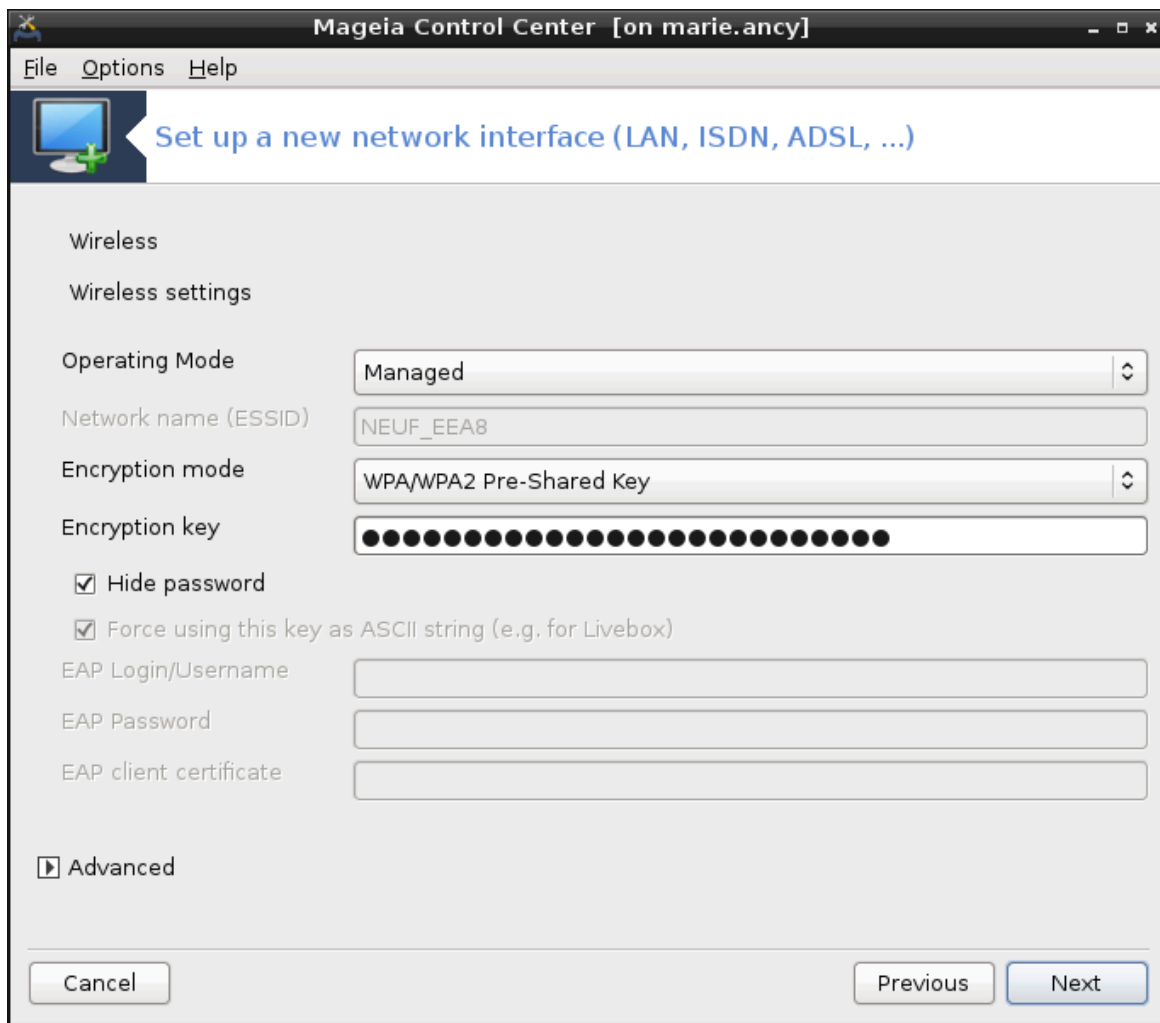 Mageia Control Center [on marie.ancy]
File Options Help
Set up a new network interface (LAN, ISDN, ADSL, ...)
Wireless
Wireless settings
Operating Mode
Managed
Network name (ESSID)
NEUF_EEA8
Encryption mode
WPA/WPA2 Pre-Shared Key
Encryption key
●●●●●●●●●●●●●●●●●●●●●●●●●●
Hide password
Force using this key as ASCII string (e.g. for Livebox)
EAP Login/Username
EAP Password
EAP client certificate
Advanced
Cancel Previous Next